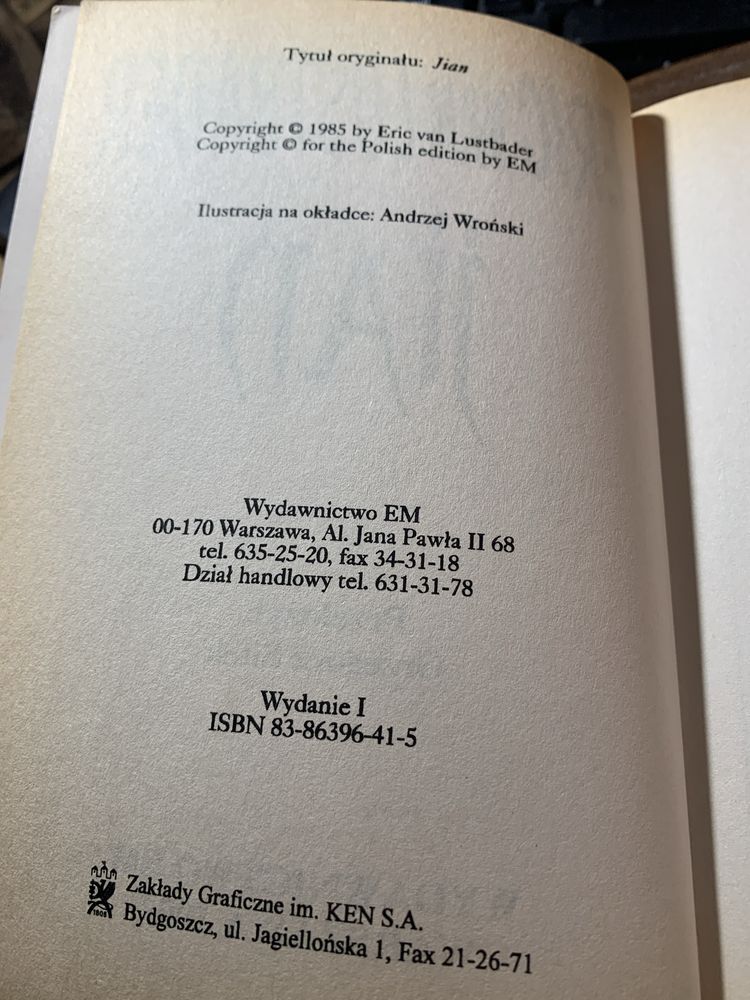 Tytuł oryginału: Jian
Copyright © 1985 by Eric van Lustbader
Copyright © for the Polish edition by EM
Ilustracja na okładce: Andrzej Wroński
Wydawnictwo EM
00-170 Warszawa, Al. Jana Pawła II 68
tel. 635-25-20, fax 34-31-18
Dział handlowy tel. 631-31-78
Wydanie I
ISBN 83-86396-41-5
1806
Zakłady Graficzne im. KEN S.A.
Bydgoszcz, ul. Jagiellońska 1, Fax 21-26-71